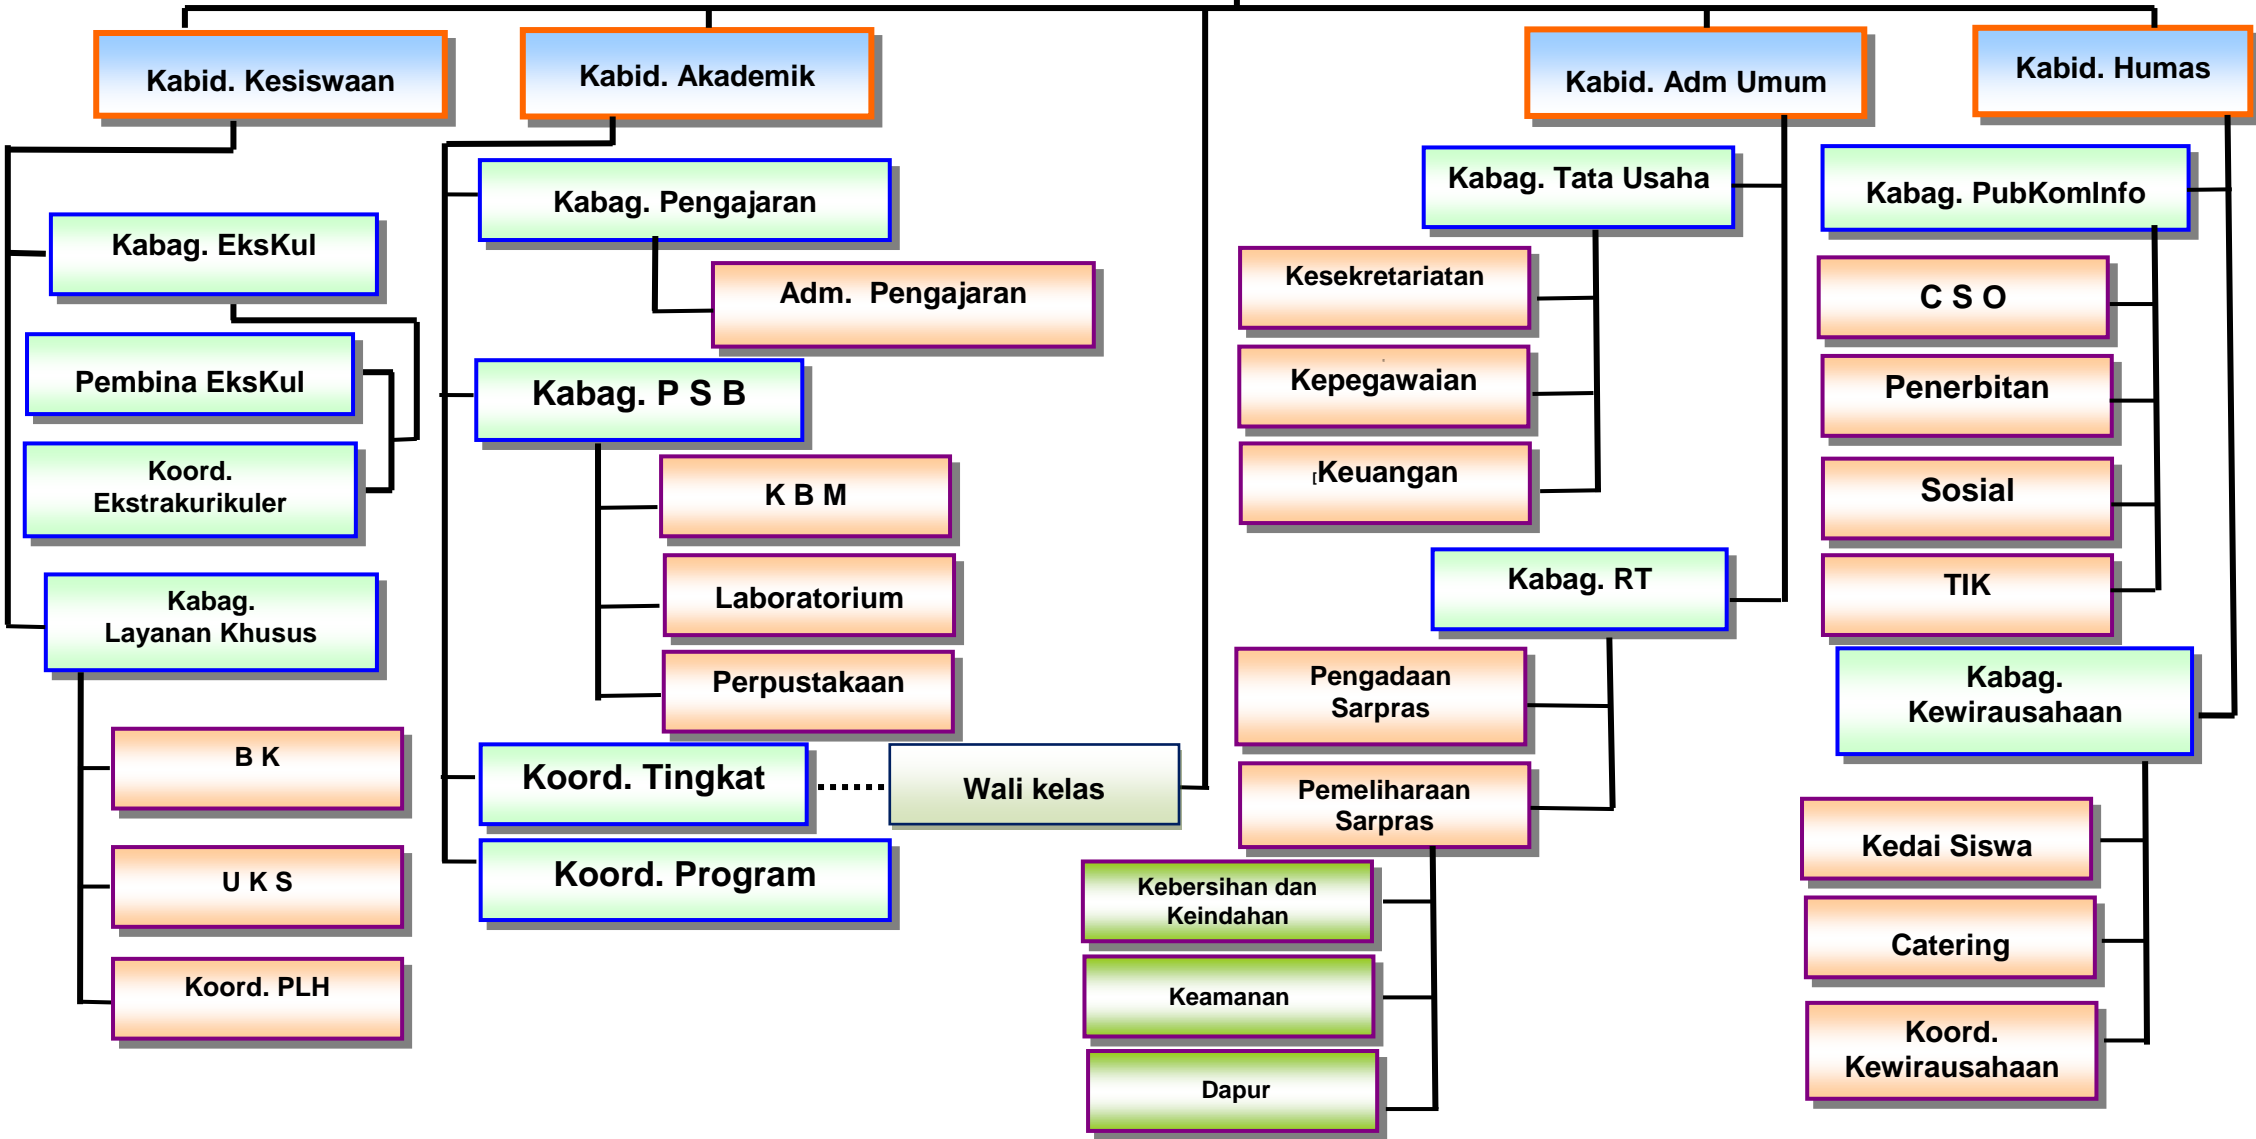 Kabid. Kesiswaan
Kabid. Akademik
Kabid. Adm Umum
Kabid. Humas
Kabag. EksKul
Pembina EksKul
Koord.
Ekstrakurikuler
Kabag.
Layanan Khusus
B K
U K S
Koord. PLH
Kabag. Pengajaran
Adm.  Pengajaran
Kabag. P S B
K B M
Laboratorium
Perpustakaan
Koord. Tingkat
Wali kelas
Koord. Program
Kabag. Tata Usaha
Kesekretariatan
Kepegawaian
[Keuangan
Kabag. RT
Pengadaan
Sarpras
Pemeliharaan
Sarpras
Kebersihan dan
Keindahan
Keamanan
Dapur
Kabag. PubKomInfo
C S O
Penerbitan
Sosial
TIK
Kabag.
Kewirausahaan
Kedai Siswa
Catering
Koord.
Kewirausahaan